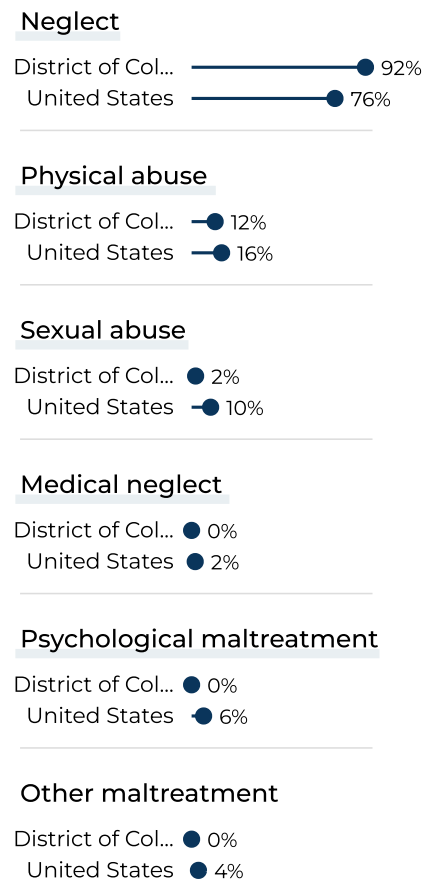 Neglect
District of Col... 92%
United States 76%
Physical abuse
District of Col... 12%
United States 16%
Sexual abuse
District of Col... 2%
United States 10%
Medical neglect
District of Col... 0%
United States 2%
Psychological maltreatment
District of Col... 0%
United States 6%
Other maltreatment
District of Col... 0%
United States 4%